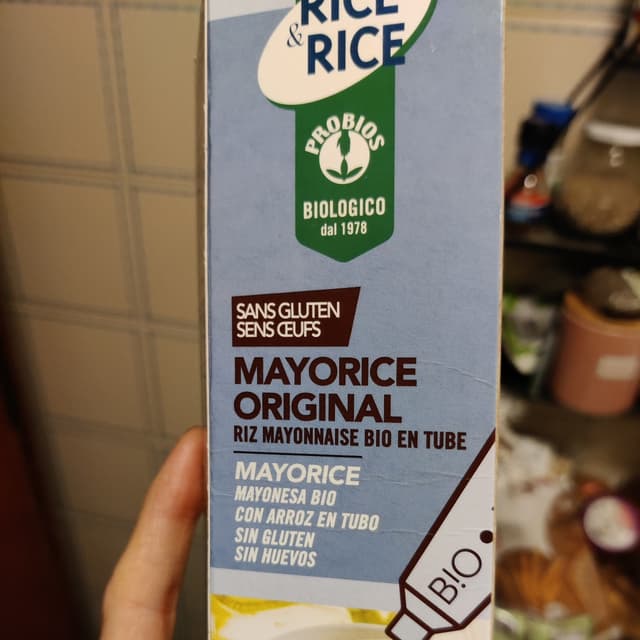 RICE
& RICE
PROBIOS
BIOLOGICO
dal 1978
SANS GLUTEN
SENS ŒUFS
MAYORICE
ORIGINAL
RIZ MAYONNAISE BIO EN TUBE
MAYORICE
MAYONESA BIO
CON ARROZ EN TUBO
SIN GLUTEN
SIN HUEVOS
B!O